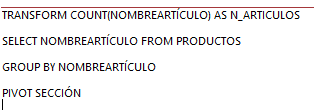 TRANSFORM COUNT(NOMBREARTÍCULO) AS N_ARTICULOS
SELECT NOMBREARTÍCULO FROM PRODUCTOS
GROUP BY NOMBREARTÍCULO
PIVOT SECCIÓN